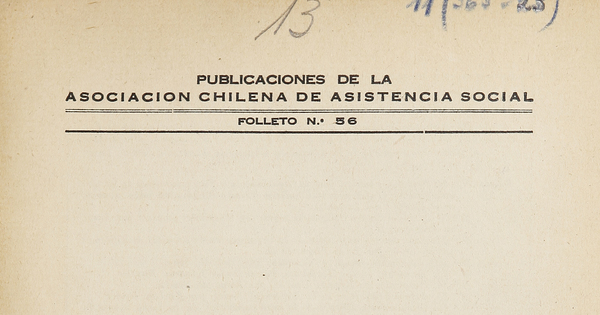 13
PUBLICACIONES DE LA
ASOCIACION CHILENA DE ASISTENCIA SOCIAL
FOLLETO N.º 56